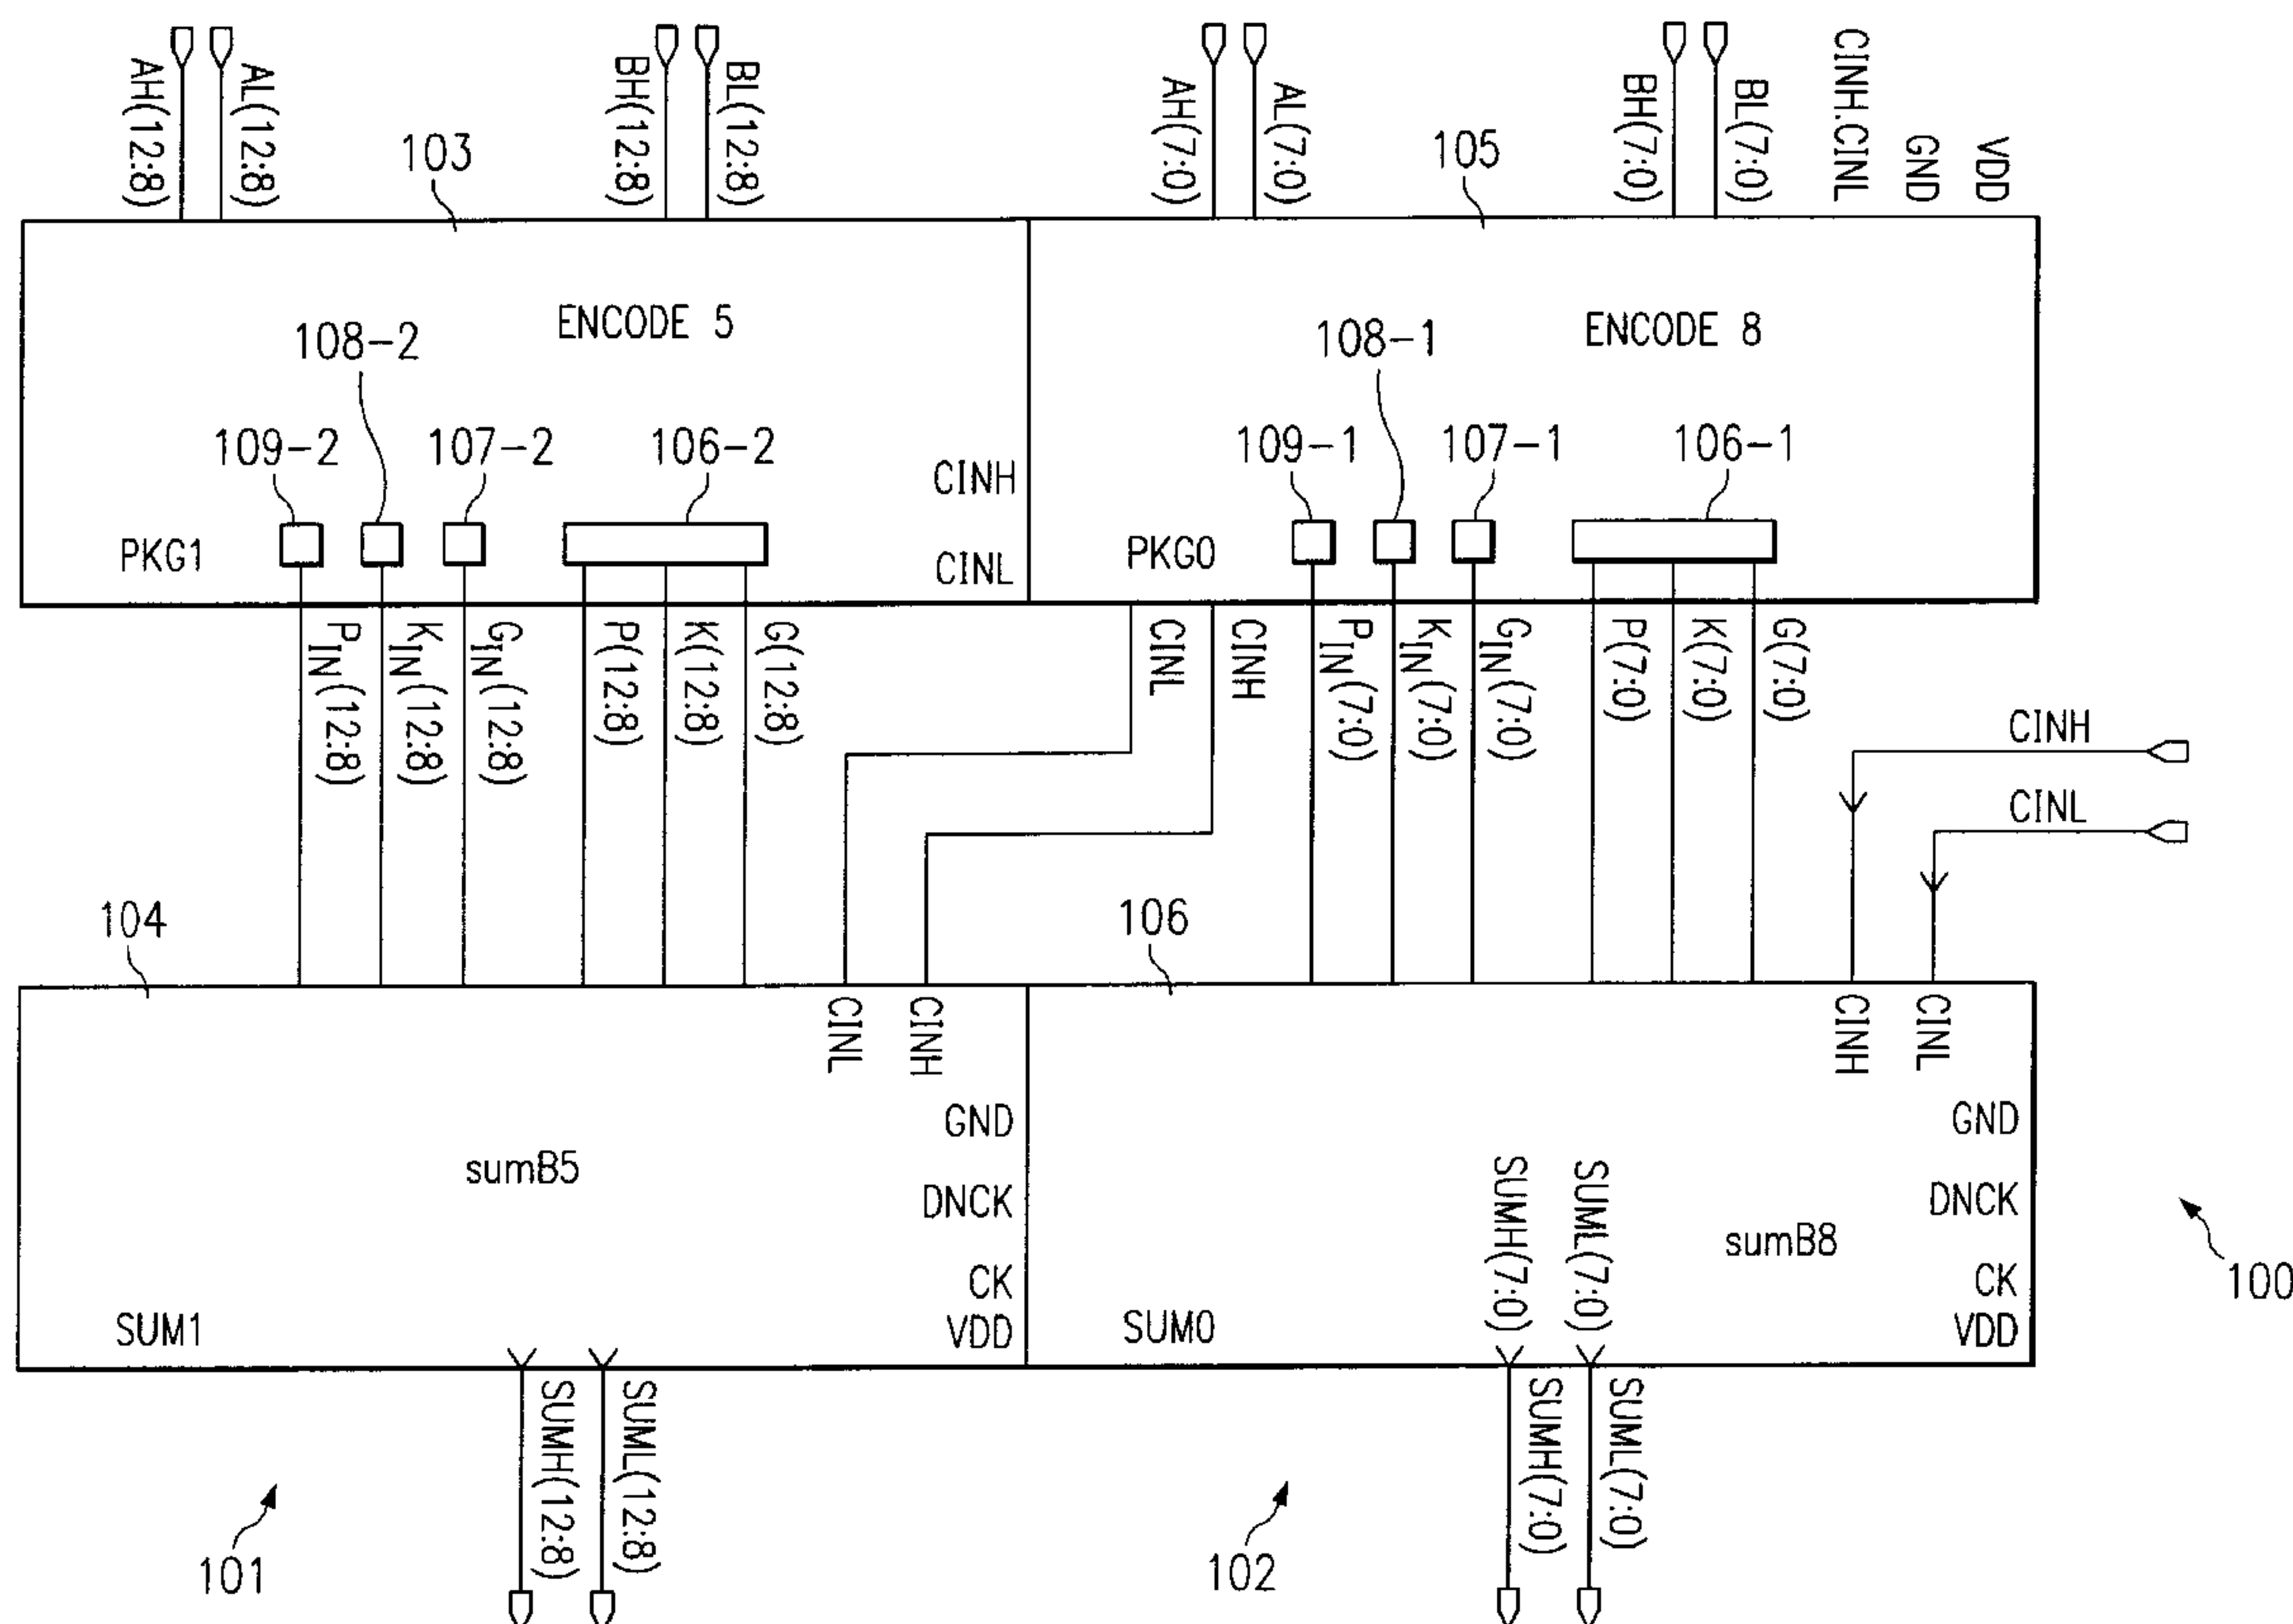 AH(12:8)
AL(12:8)
BH(12:8)
BL(12:8)
AH(7:0)
AL(7:0)
BH(7:0)
BL(7:0)
CINH.CINL
GND
VDD
103
105
ENCODE 5
ENCODE 8
108-2
108-1
109-2
107-2
106-2
109-1
107-1
106-1
CINH
CINL
PKG1
PKG0
PIN(12:8)
KIN(12:8)
GIN(12:8)
P(12:8)
K(12:8)
G(12:8)
CINL
CINH
PIN(7:0)
KIN(7:0)
GIN(7:0)
P(7:0)
K(7:0)
G(7:0)
CINH
CINL
104
106
CINL
CINH
CINH
CINL
GND
DNCK
CK
VDD
sumB5
SUM1
GND
DNCK
CK
VDD
SUMH(7:0)
SUML(7:0)
sumB8
SUM0
100
SUMH(12:8)
SUML(12:8)
SUMH(7:0)
SUML(7:0)
101
102